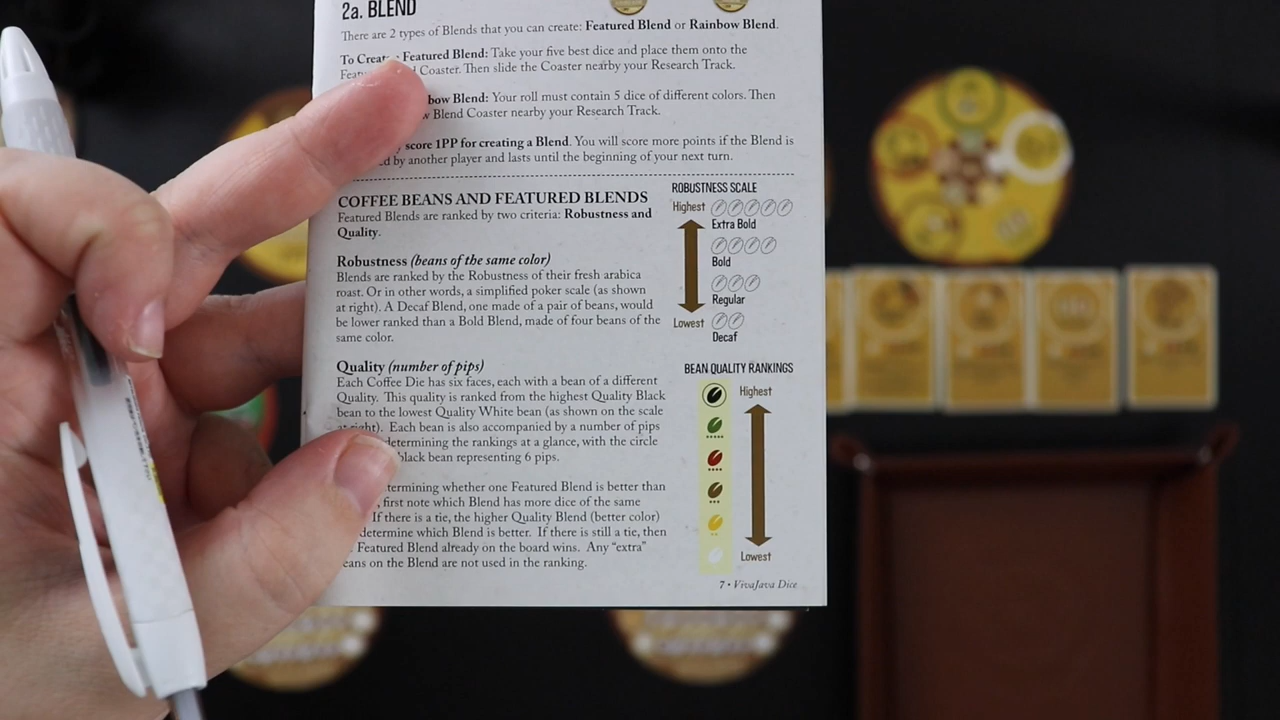 2a. BLEND
There are 2 types of Blends that you can create: Featured Blend or Rainbow Blend.
To Create Featured Blend: Take your five best dice and place them onto the
Coaster. Then slide the Coaster nearby your Research Track.
Blend: Your roll must contain 5 dice of different colors. Then
Blend Coaster nearby your Research Track.
score 1PP for creating a Blend. You will score more points if the Blend is
by another player and lasts until the beginning of your next turn.
COFFEE BEANS AND FEATURED BLENDS
Featured Blends are ranked by two criteria: Robustness and
Quality.
Robustness (beans of the same color)
Blends are ranked by the Robustness of their fresh arabica
roast. Or in other words, a simplified poker scale (as shown
at right). A Decaf Blend, one made of a pair of beans, would
be lower ranked than a Bold Blend, made of four beans of the
same color.
Quality (number of pips)
Each Coffee Die has six faces, each with a bean of a different
Quality. This quality is ranked from the highest Quality Black
bean to the lowest Quality White bean (as shown on the scale
at right). Each bean is also accompanied by a number of pips
determining the rankings at a glance, with the circle
black bean representing 6 pips.
whether one Featured Blend is better than
, first note which Blend has more dice of the same
If there is a tie, the higher Quality Blend (better color)
determine which Blend is better. If there is still a tie, then
Featured Blend already on the board wins. Any "extra"
beans on the Blend are not used in the ranking.
ROBUSTNESS SCALE
Highest
Extra Bold
Bold
Regular
Lowest
Decaf
BEAN QUALITY RANKINGS
Highest
Lowest
7 • VivaJava Dice